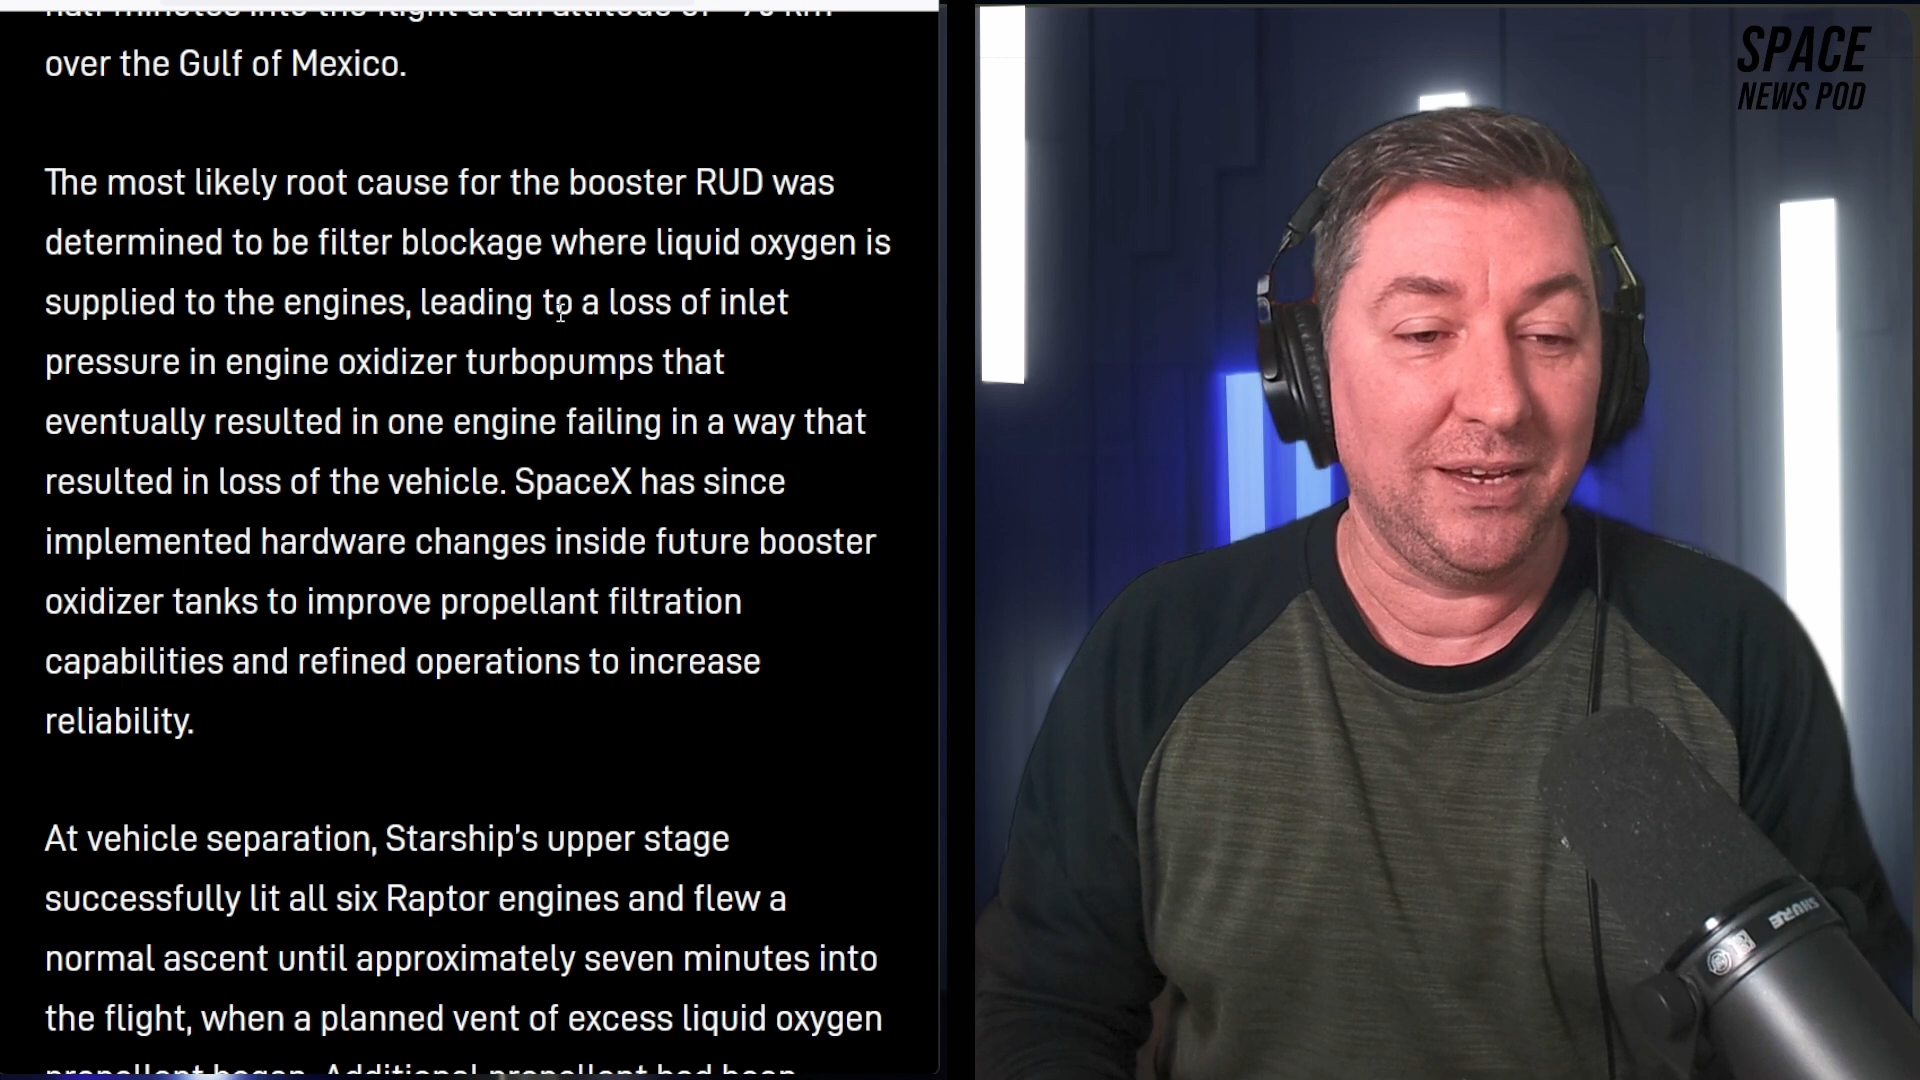 over the Gulf of Mexico.
The most likely root cause for the booster RUD was
determined to be filter blockage where liquid oxygen is
supplied to the engines, leading to a loss of inlet
pressure in engine oxidizer turbopumps that
eventually resulted in one engine failing in a way that
resulted in loss of the vehicle. SpaceX has since
implemented hardware changes inside future booster
oxidizer tanks to improve propellant filtration
capabilities and refined operations to increase
reliability.
At vehicle separation, Starship's upper stage
successfully lit all six Raptor engines and flew a
normal ascent until approximately seven minutes into
the flight, when a planned vent of excess liquid oxygen
SPACE
NEWS POD
SHURE